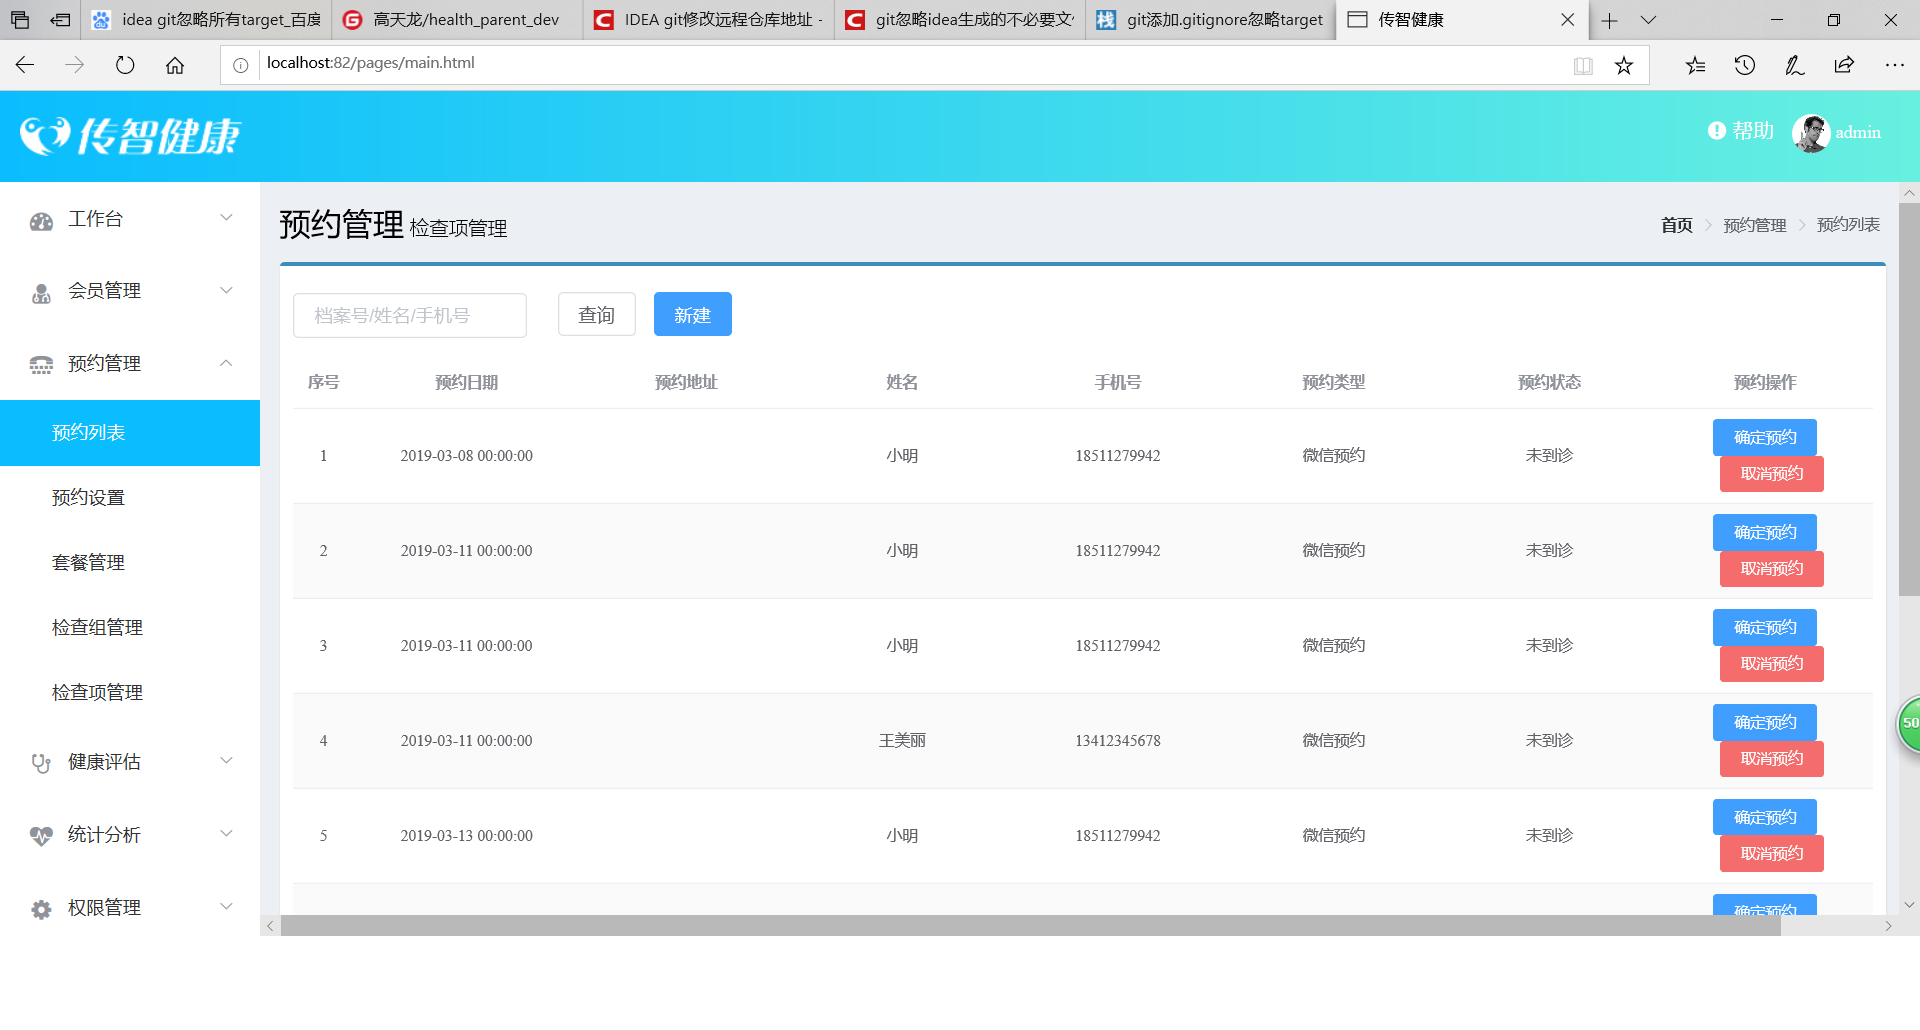 idea git忽略所有target_百度
高天龙/health_parent_dev
IDEA git修改远程仓库地址 -
git忽略idea生成的不必要文件
git添加.gitignore忽略target
传智健康
localhost:82/pages/main.html
传智健康
帮助
admin
工作台
会员管理
预约管理
预约列表
预约设置
套餐管理
检查组管理
检查项管理
健康评估
统计分析
权限管理
预约管理 检查项管理
首页 > 预约管理 > 预约列表
档案号/姓名/手机号
查询
新建
序号 预约日期 预约地址 姓名 手机号 预约类型 预约状态 预约操作
1 2019-03-08 00:00:00 小明 18511279942 微信预约 未到诊 确定预约
取消预约
2 2019-03-11 00:00:00 小明 18511279942 微信预约 未到诊 确定预约
取消预约
3 2019-03-11 00:00:00 小明 18511279942 微信预约 未到诊 确定预约
取消预约
4 2019-03-11 00:00:00 王美丽 13412345678 微信预约 未到诊 确定预约
取消预约
5 2019-03-13 00:00:00 小明 18511279942 微信预约 未到诊 确定预约
取消预约
确定预约
50